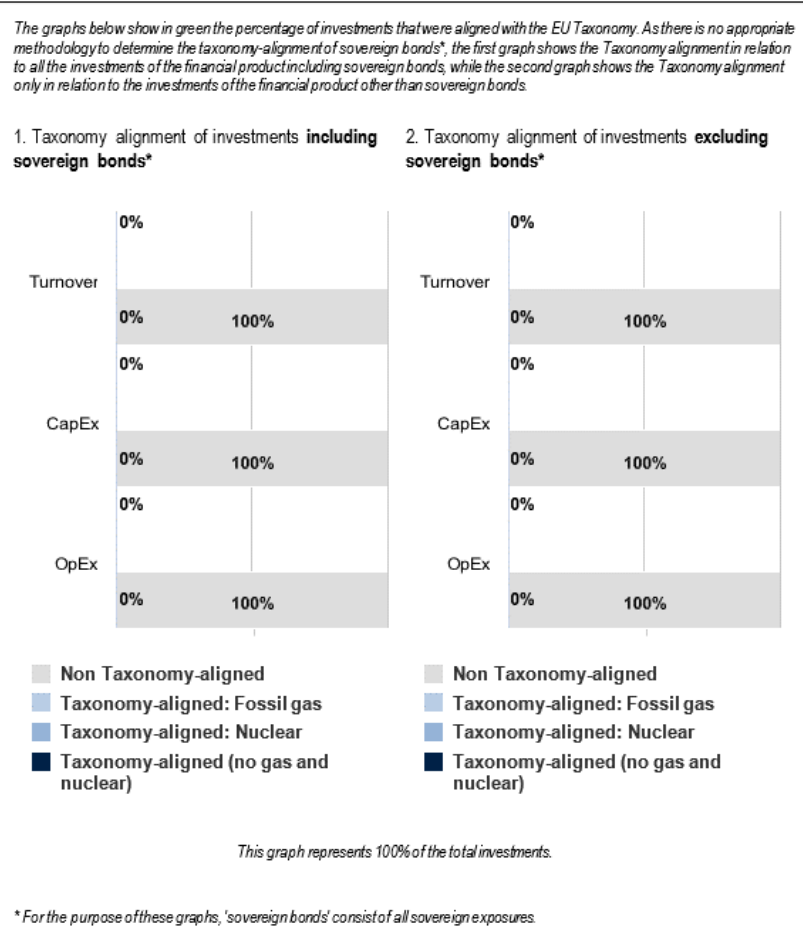 The graphs below show in green the percentage of investments that were aligned with the EU Taxonomy. As there is no appropriate
methodology to determine the taxonomy-alignment of sovereign bonds*, the first graph shows the Taxonomy alignment in relation
to all the investments of the financial product including sovereign bonds, while the second graph shows the Taxonomy alignment
only in relation to the investments of the financial product other than sovereign bonds.
1. Taxonomy alignment of investments including
sovereign bonds*
0%
Turnover
0% 100%
0%
CapEx
0% 100%
0%
OpEx
0% 100%
Non Taxonomy-aligned
Taxonomy-aligned: Fossil gas
Taxonomy-aligned: Nuclear
Taxonomy-aligned (no gas and
nuclear)
2. Taxonomy alignment of investments excluding
sovereign bonds*
0%
Turnover
0% 100%
0%
CapEx
0% 100%
0%
OpEx
0% 100%
Non Taxonomy-aligned
Taxonomy-aligned: Fossil gas
Taxonomy-aligned: Nuclear
Taxonomy-aligned (no gas and
nuclear)
This graph represents 100% of the total investments.
* For the purpose of these graphs, 'sovereign bonds' consist of all sovereign exposures.